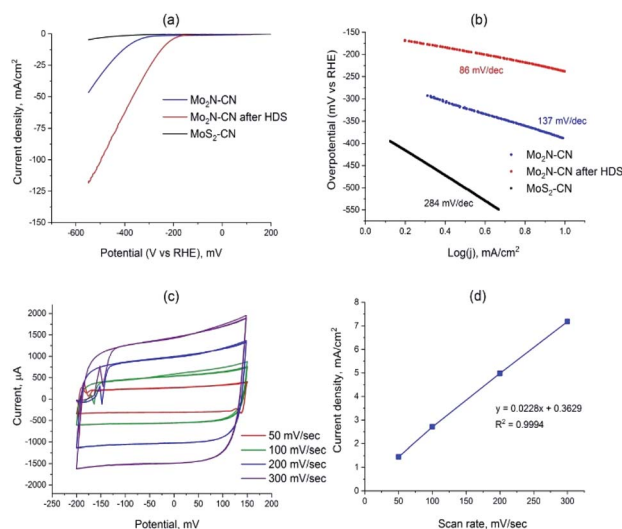 (a)
0
-25
-50
-75
-100
-125
-150
Current density, mA/cm²
Mo₂N-CN
Mo₂N-CN after HDS
MoS₂-CN
-600
-400
-200
0
200
Potential (V vs RHE), mV
(b)
-150
-200
-250
-300
-350
-400
-450
-500
-550
Overpotential (mV vs RHE)
86 mV/dec
137 mV/dec
284 mV/dec
Mo₂N-CN
Mo₂N-CN after HDS
MoS₂-CN
0.0
0.2
0.4
0.6
0.8
1.0
Log(j), mA/cm²
(c)
2000
1500
1000
500
0
-500
-1000
-1500
-2000
Current, µA
50 mV/sec
100 mV/sec
200 mV/sec
300 mV/sec
-200
-150
-100
-50
0
50
100
150
200
Potential, mV
(d)
8
7
6
5
4
3
2
1
0
Current density, mA/cm²
y = 0.0228x + 0.3629
R² = 0.9994
0
50
100
150
200
250
300
Scan rate, mV/sec